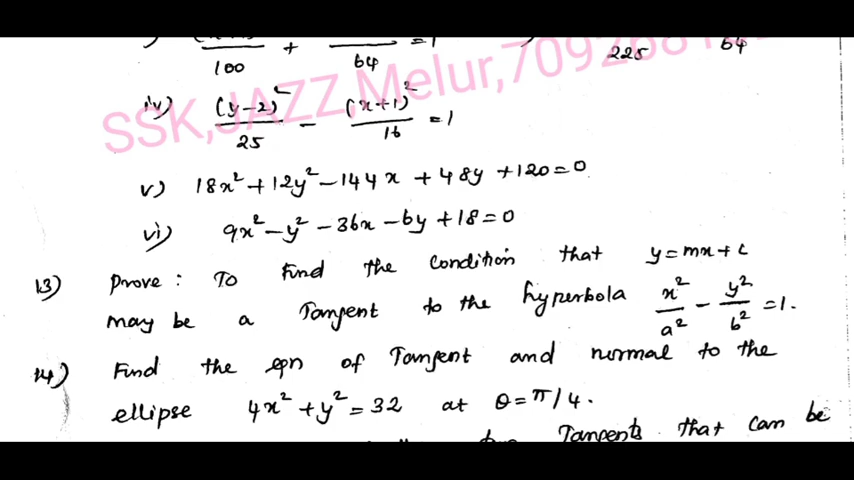 100 + 64 = 1
225 64
SSK,JAZZ,Melur,7092681
iv) (y-2)²/25 - (x+1)²/16 = 1
v) 18x² + 12y² - 144x + 48y + 120 = 0
vi) 9x² - y² - 36x - 6y + 18 = 0
13) Prove : To Find the Condition that y = mx + c
may be a Tangent to the hyperbola x²/a² - y²/b² = 1.
14) Find the eqn of Tangent and normal to the
ellipse 4x² + y² = 32 at θ = π/4.
Tangents that can be